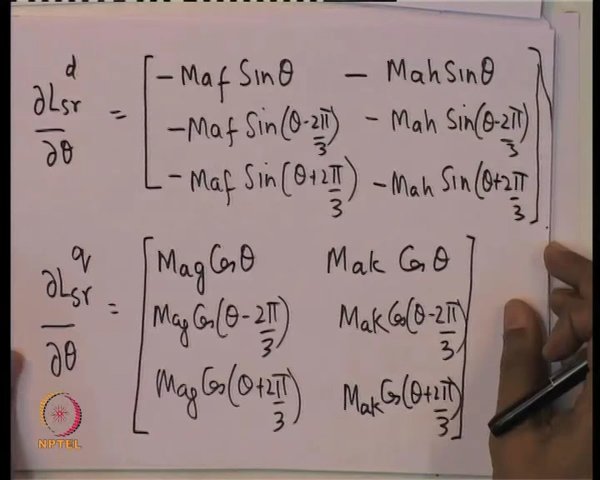 ∂Lsr^d/∂θ = [ -Maf Sinθ   - Mah Sinθ
-Maf Sin(θ-2π/3)   - Mah Sin(θ-2π/3)
- Maf Sin(θ+2π/3)   - Mah Sin(θ+2π/3 ]
∂Lsr^q/∂θ = [ Mag Cosθ   Mak Cosθ
Mag Cos(θ-2π/3)   Mak Cos(θ-2π/3)
Mag Cos(θ+2π/3)   Mak Cos(θ+2π/3) ]
NPTEL